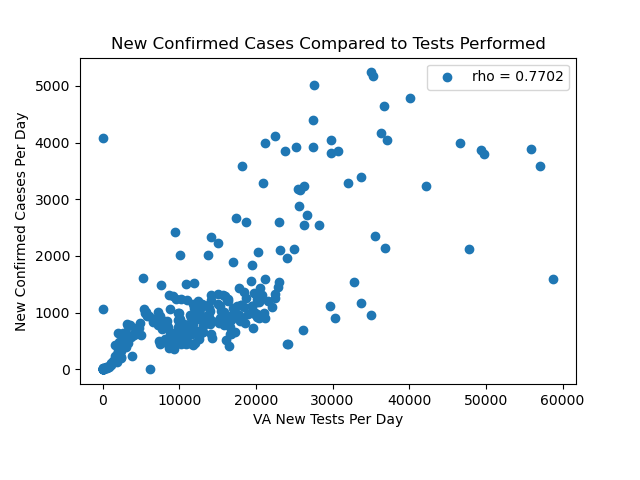 New Confirmed Cases Compared to Tests Performed
rho = 0.7702
New Confirmed Caeses Per Day
5000
4000
3000
2000
1000
0
0 10000 20000 30000 40000 50000 60000
VA New Tests Per Day